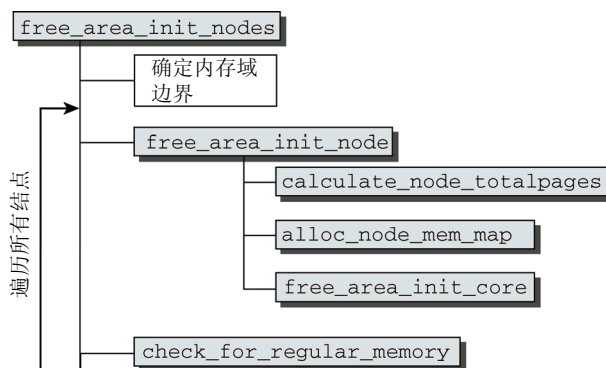 free_area_init_nodes
确定内存域
边界
free_area_init_node
calculate_node_totalpages
遍历所有结点
alloc_node_mem_map
free_area_init_core
check_for_regular_memory